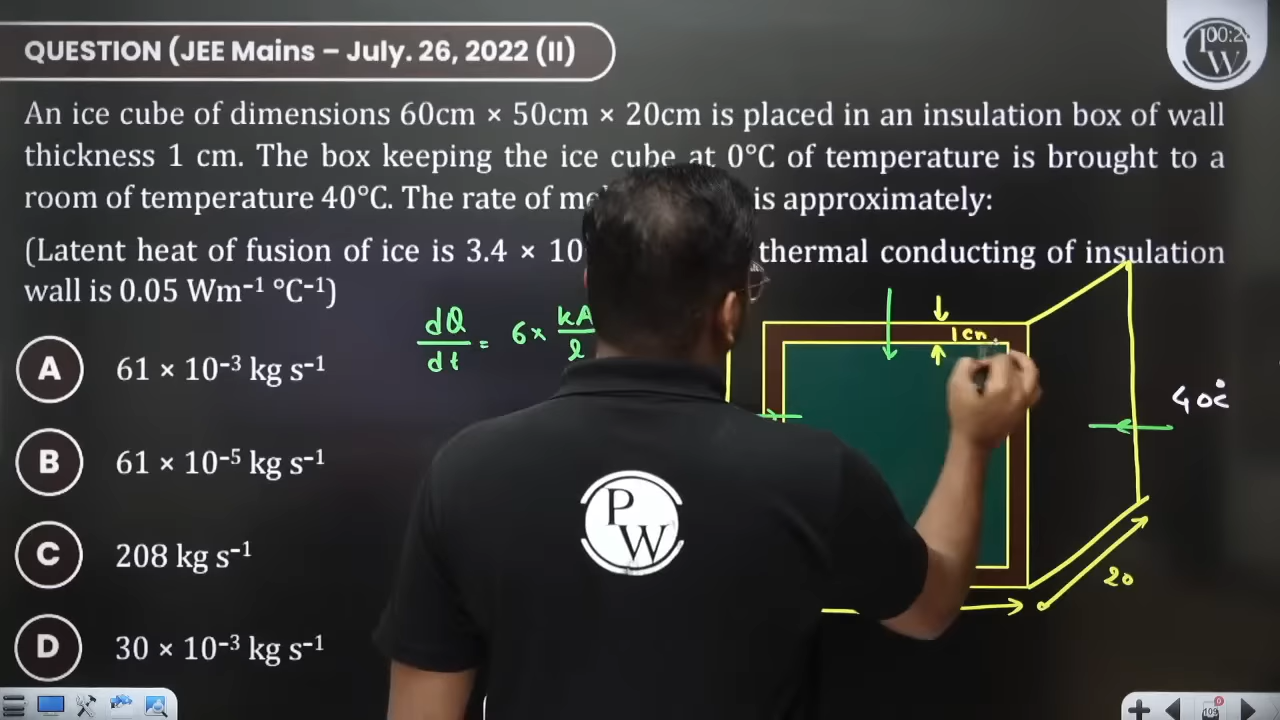 QUESTION (JEE Mains – July. 26, 2022 (II)
00:2
PW
An ice cube of dimensions 60cm × 50cm × 20cm is placed in an insulation box of wall
thickness 1 cm. The box keeping the ice cube at 0°C of temperature is brought to a
room of temperature 40°C. The rate of is approximately:
(Latent heat of fusion of ice is 3.4 × 10 thermal conducting of insulation
wall is 0.05 Wm⁻¹ °C⁻¹)
dQ/dt = 6× kA/l
1cm
40°C
20
A 61 × 10⁻³ kg s⁻¹
B 61 × 10⁻⁵ kg s⁻¹
C 208 kg s⁻¹
D 30 × 10⁻³ kg s⁻¹
PW
109